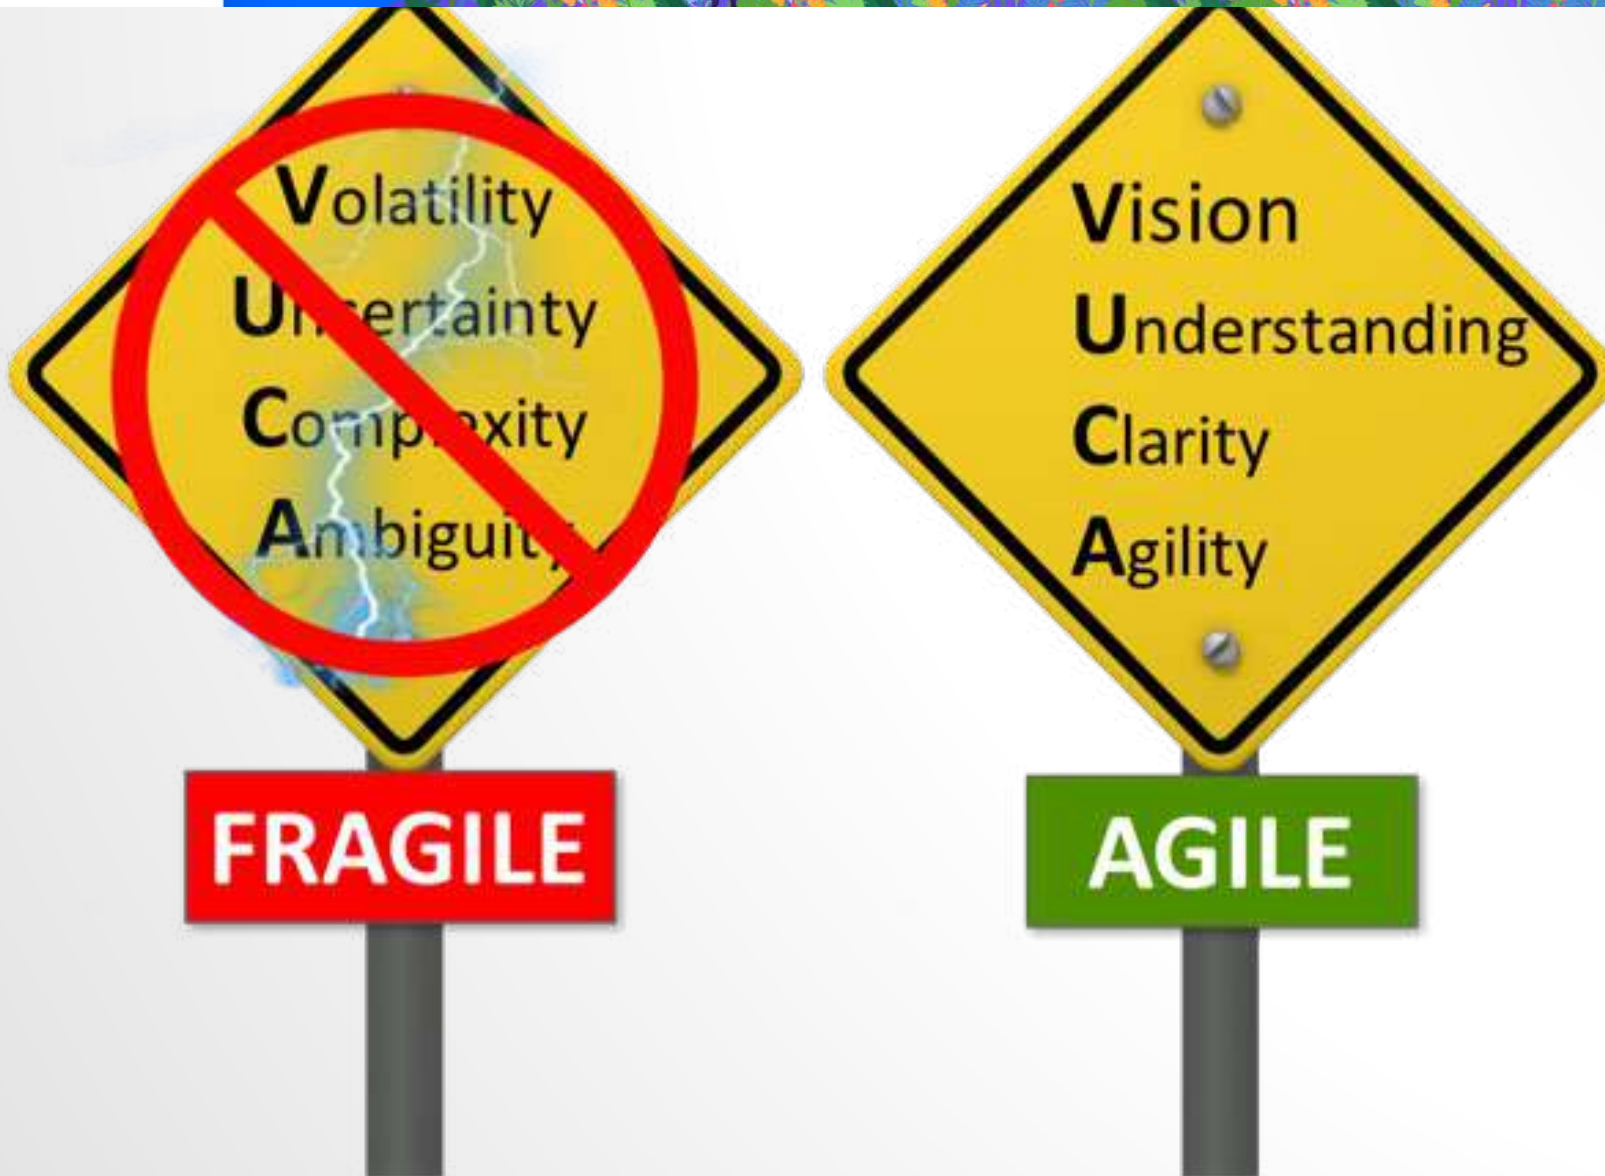 Volatility
Uncertainty
Complexity
Ambiguity
FRAGILE
Vision
Understanding
Clarity
Agility
AGILE